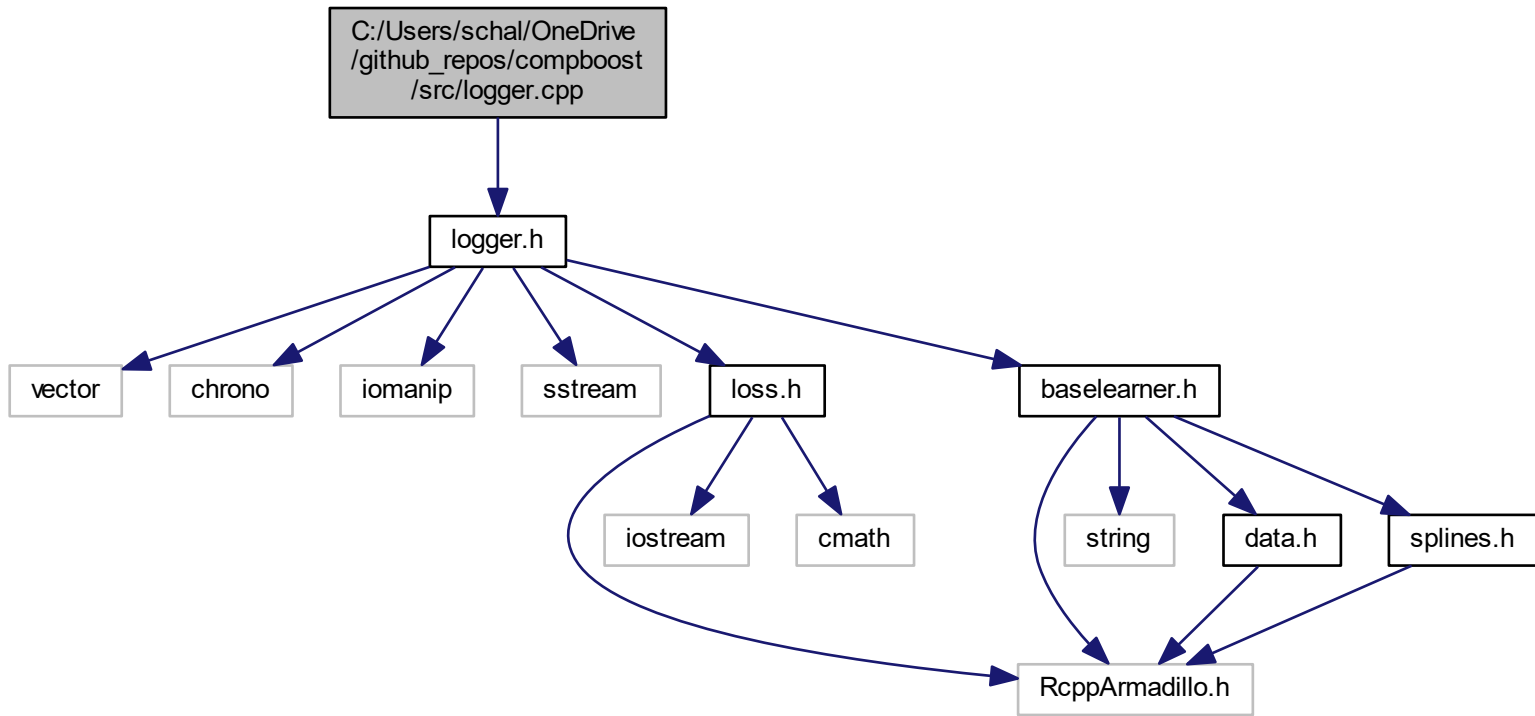 C:/Users/schal/OneDrive
/github_repos/compboost
/src/logger.cpp
logger.h
vector
chrono
iomanip
sstream
loss.h
baselearner.h
iostream
cmath
string
data.h
splines.h
RcppArmadillo.h